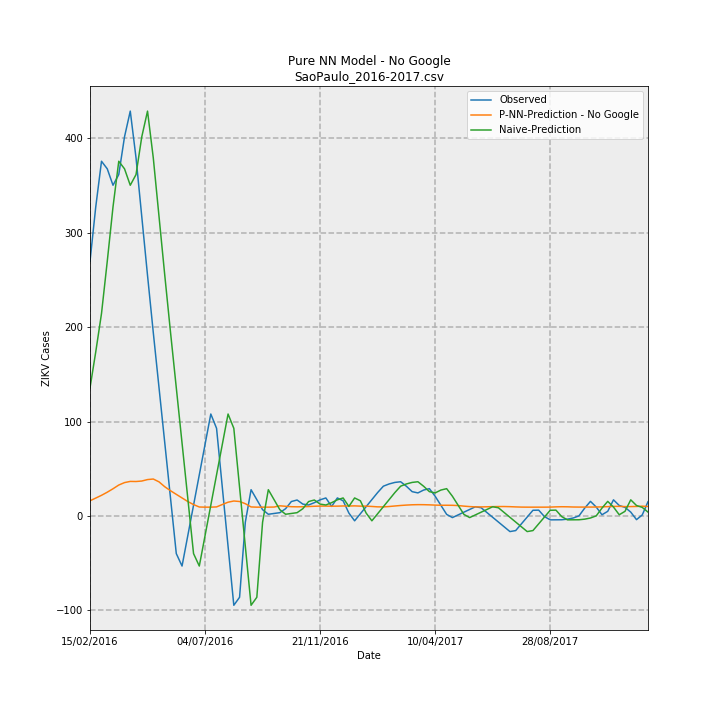 Pure NN Model - No Google
SaoPaulo_2016-2017.csv
Observed
P-NN-Prediction - No Google
Naive-Prediction
ZIKV Cases
400
300
200
100
0
−100
15/02/2016
04/07/2016
21/11/2016
10/04/2017
28/08/2017
Date